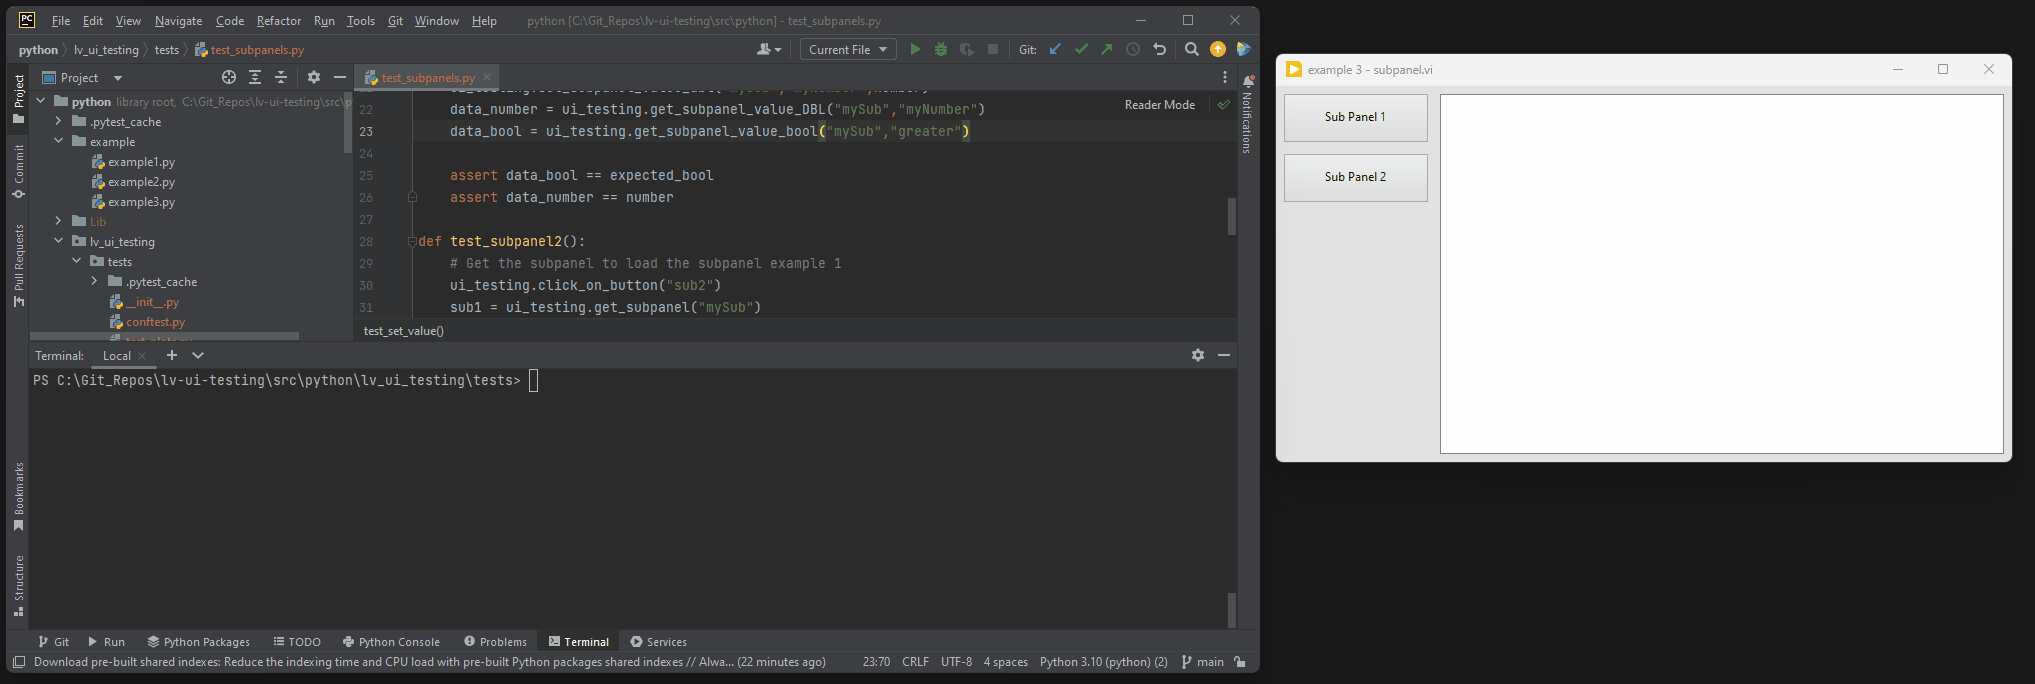 PC File Edit View Navigate Code Refactor Run Tools Git Window Help python [C:\Git_Repos\lv-ui-testing\src\python] - test_subpanels.py
python lv_ui_testing tests test_subpanels.py Current File Git:
Project
test_subpanels.py
python library root, C:\Git_Repos\lv-ui-testing\src\p
.pytest_cache
example
example1.py
example2.py
example3.py
Lib
lv_ui_testing
tests
.pytest_cache
__init__.py
conftest.py
Reader Mode
22 data_number = ui_testing.get_subpanel_value_DBL("mySub","myNumber")
23 data_bool = ui_testing.get_subpanel_value_bool("mySub","greater")
24
25 assert data_bool == expected_bool
26 assert data_number == number
27
28 def test_subpanel2():
29 # Get the subpanel to load the subpanel example 1
30 ui_testing.click_on_button("sub2")
31 sub1 = ui_testing.get_subpanel("mySub")
test_set_value()
Project
Commit
Pull Requests
Bookmarks
Structure
Notifications
Terminal: Local
PS C:\Git_Repos\lv-ui-testing\src\python\lv_ui_testing\tests>
Git Run Python Packages TODO Python Console Problems Terminal Services
Download pre-built shared indexes: Reduce the indexing time and CPU load with pre-built Python packages shared indexes // Alwa... (22 minutes ago) 23:70 CRLF UTF-8 4 spaces Python 3.10 (python) (2) main
example 3 - subpanel.vi
Sub Panel 1
Sub Panel 2